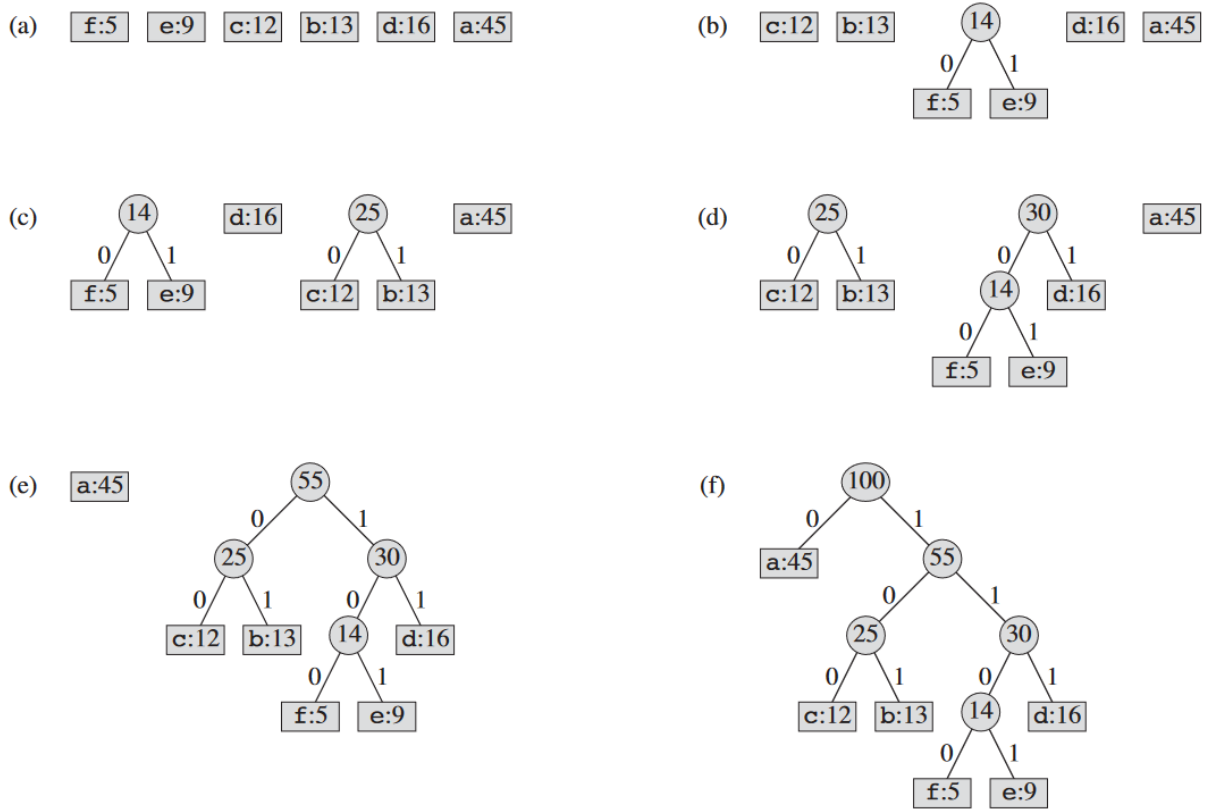 (a) f:5 e:9 c:12 b:13 d:16 a:45
(b) c:12 b:13 14 d:16 a:45
0 1
f:5 e:9
(c) 14 d:16 25 a:45
0 1 0 1
f:5 e:9 c:12 b:13
(d) 25 30 a:45
0 1 0 1
c:12 b:13 14 d:16
0 1
f:5 e:9
(e) a:45 55
0 1
25 30
0 1 0 1
c:12 b:13 14 d:16
0 1
f:5 e:9
(f) 100
0 1
a:45 55
0 1
25 30
0 1 0 1
c:12 b:13 14 d:16
0 1
f:5 e:9